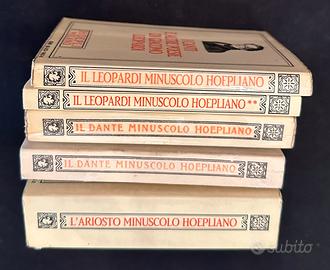 IL LEOPARDI MINUSCOLO HOEPLIANO
IL LEOPARDI MINUSCOLO HOEPLIANO**
IL DANTE MINUSCOLO HOEPLIANO
IL DANTE MINUSCOLO HOEPLIANO
L'ARIOSTO MINUSCOLO HOEPLIANO
subito